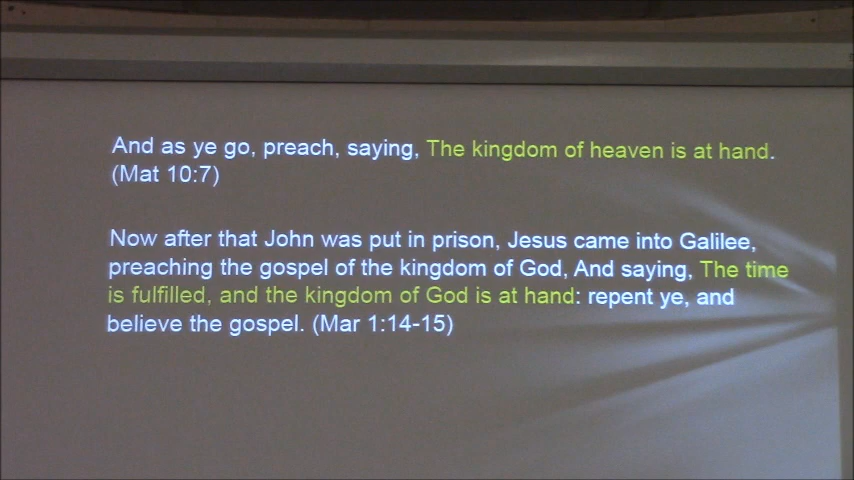 And as ye go, preach, saying, The kingdom of heaven is at hand.
(Mat 10:7)
Now after that John was put in prison, Jesus came into Galilee,
preaching the gospel of the kingdom of God, And saying, The time
is fulfilled, and the kingdom of God is at hand: repent ye, and
believe the gospel. (Mar 1:14-15)